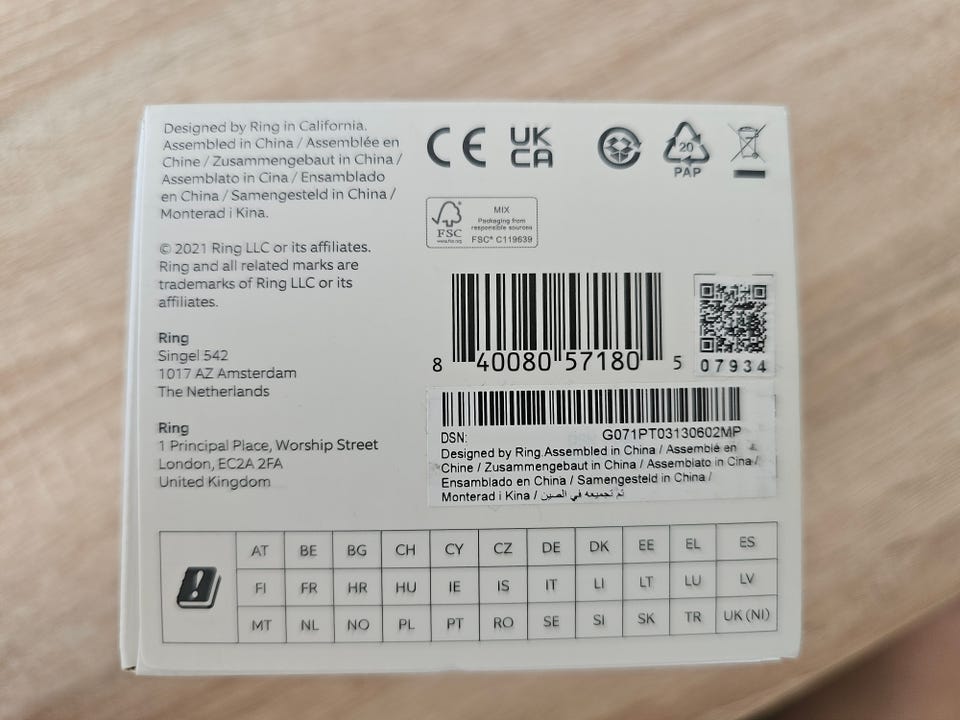 Designed by Ring in California.
Assembled in China / Assemblée en
Chine / Zusammengebaut in China /
Assemblato in Cina / Ensamblado
en China / Samengesteld in China /
Monterad i Kina.
© 2021 Ring LLC or its affiliates.
Ring and all related marks are
trademarks of Ring LLC or its
affiliates.
Ring
Singel 542
1017 AZ Amsterdam
The Netherlands
Ring
1 Principal Place, Worship Street
London, EC2A 2FA
United Kingdom
CE
UK
CA
20
PAP
FSC
www.fsc.org
MIX
Packaging from
responsible sources
FSC® C119639
8 40080 57180 5
07934
DSN: G071PT03130602MP
Designed by Ring.Assembled in China / Assemblé en
Chine / Zusammengebaut in China / Assemblato in Cina /
Ensamblado en China / Samengesteld in China /
Monterad i Kina / تم تجميعه في الصين
AT BE BG CH CY CZ DE DK EE EL ES
FI FR HR HU IE IS IT LI LT LU LV
MT NL NO PL PT RO SE SI SK TR UK (NI)